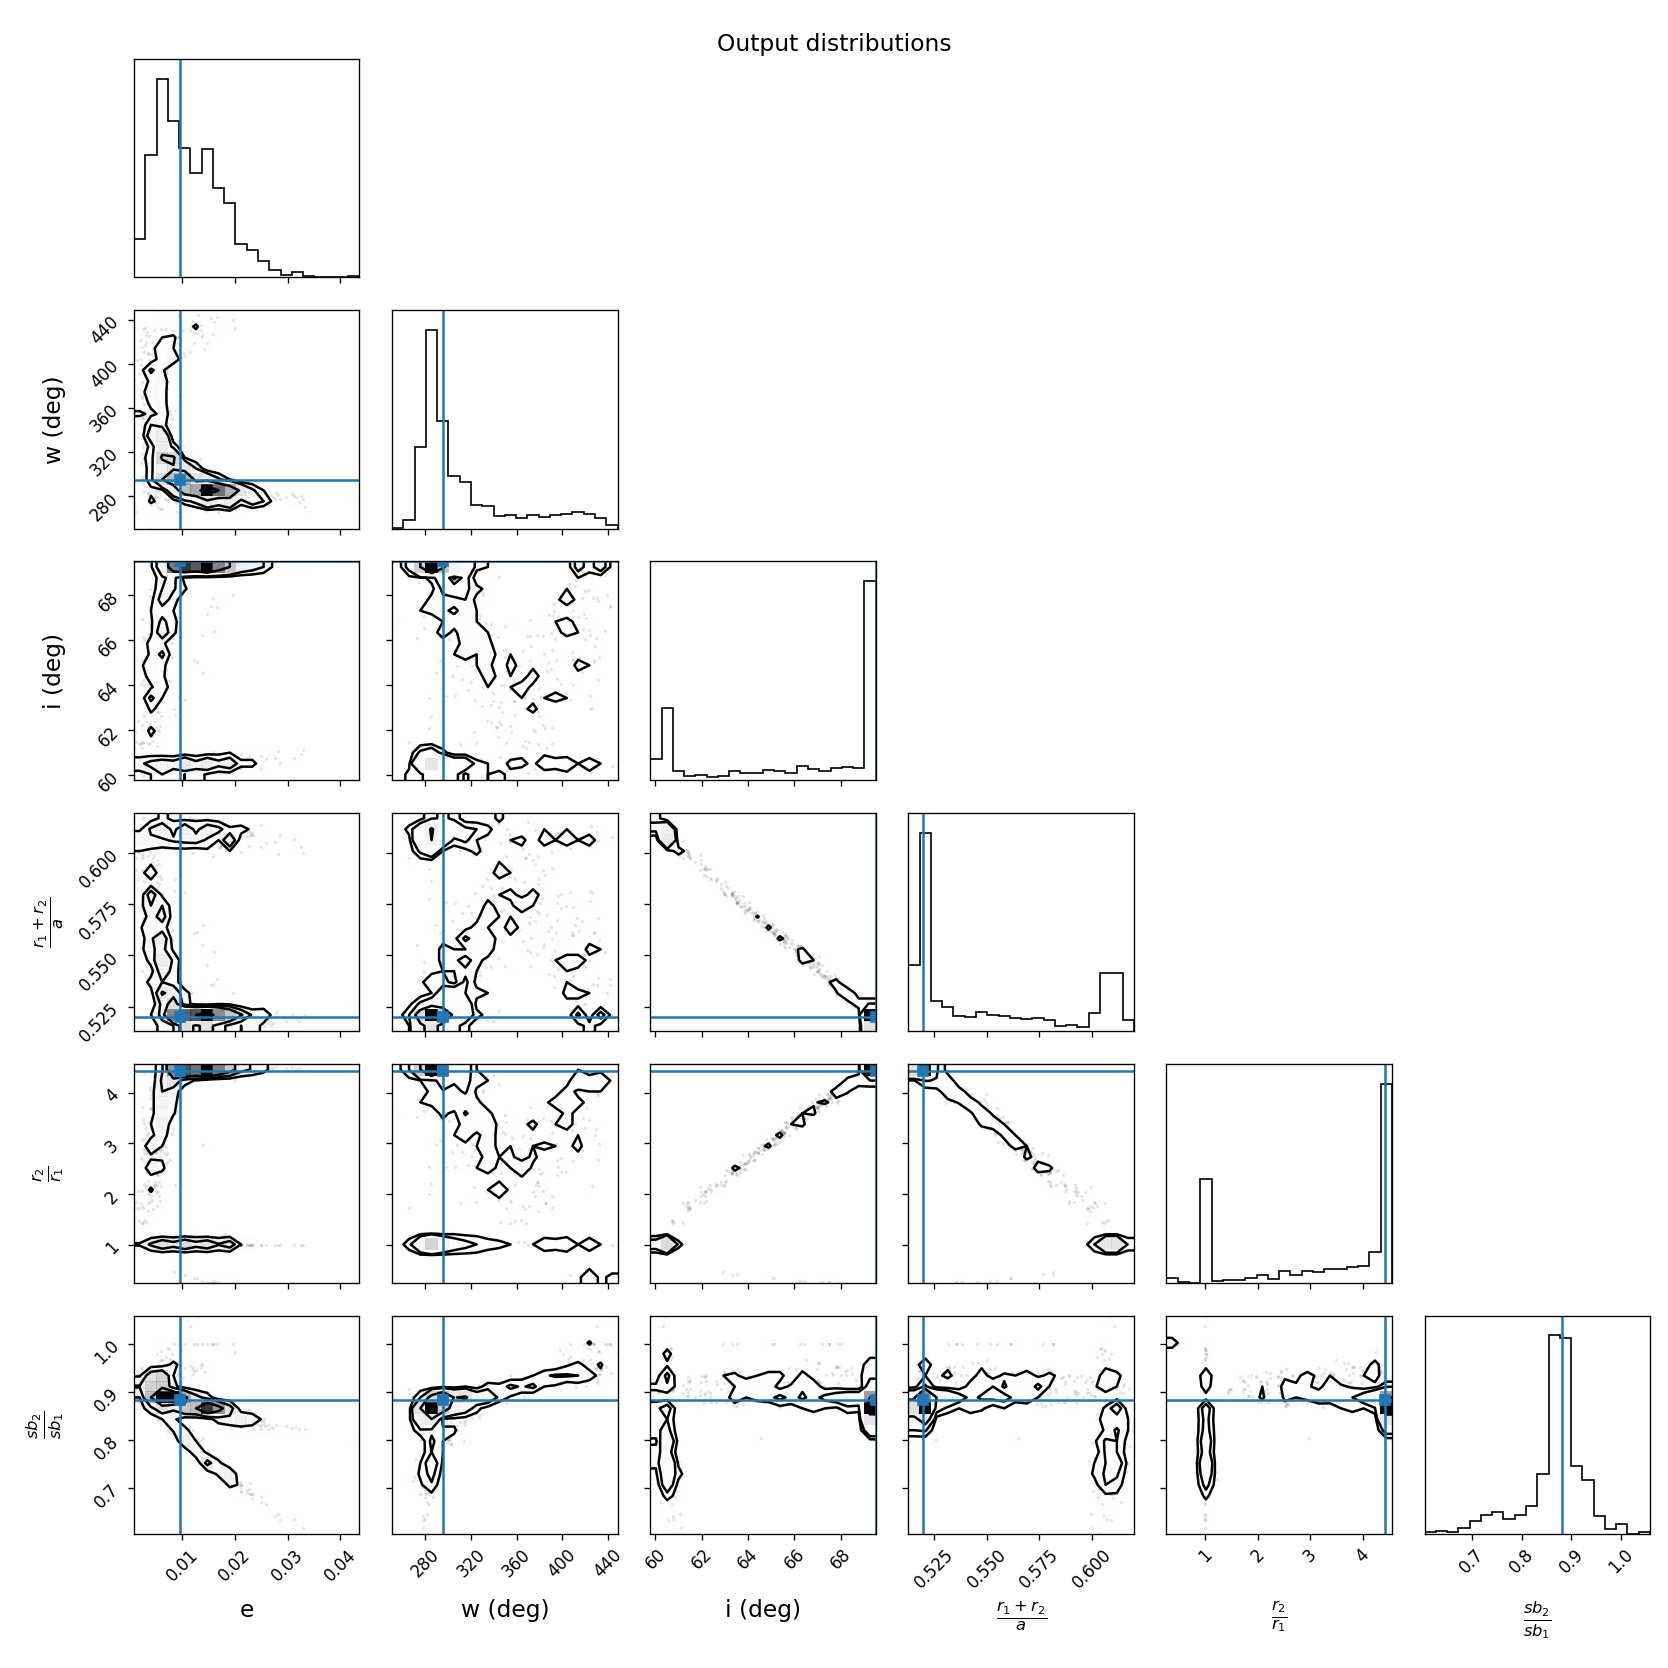 Output distributions
w (deg)
440
400
360
320
280
i (deg)
68
66
64
62
60
r₁ + r₂
a
0.600
0.575
0.550
0.525
r₂
r₁
4
3
2
1
sb₂
sb₁
1.0
0.9
0.8
0.7
0.01 0.02 0.03 0.04
280 320 360 400 440
60 62 64 66 68
0.525 0.550 0.575 0.600
1 2 3 4
0.7 0.8 0.9 1.0
e
w (deg)
i (deg)
r₁ + r₂
a
r₂
r₁
sb₂
sb₁